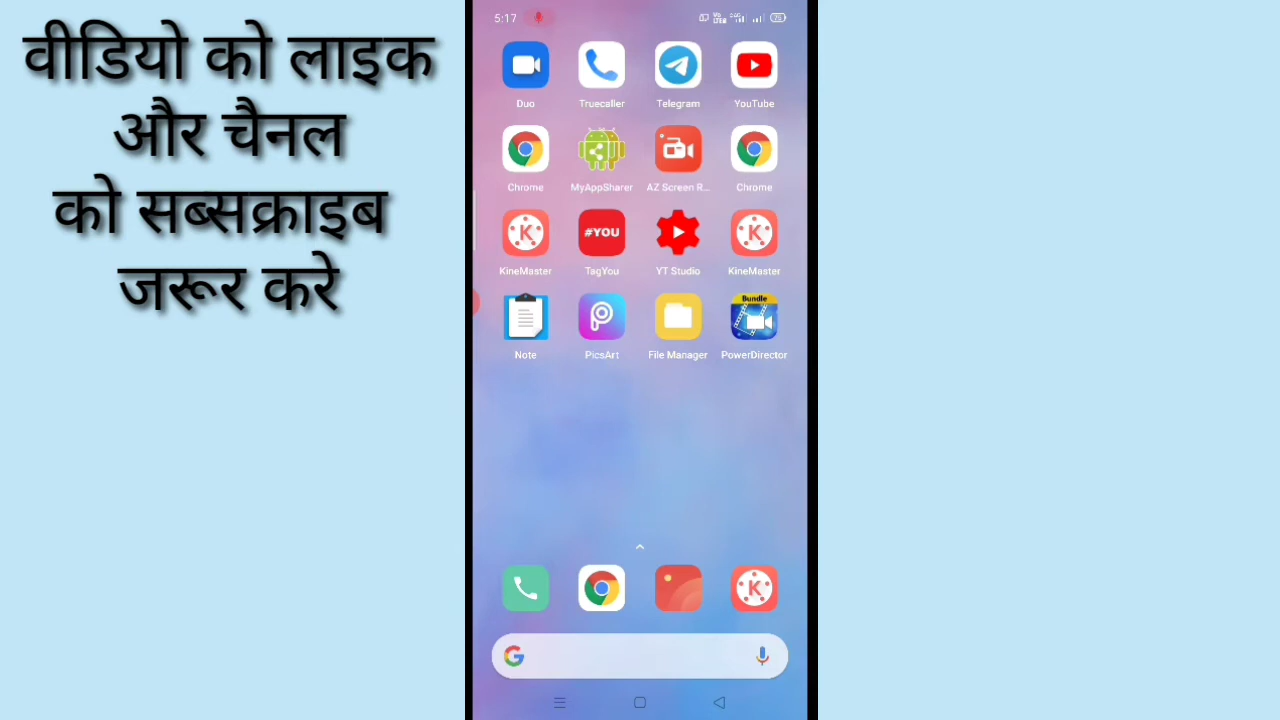 वीडियो को लाइक
और चैनल
को सब्सक्राइब
जरूर करे
5:17
Duo Truecaller Telegram YouTube
Chrome MyAppSharer AZ Screen R... Chrome
#YOU
KineMaster TagYou YT Studio KineMaster
Bundle
Note PicsArt File Manager PowerDirector